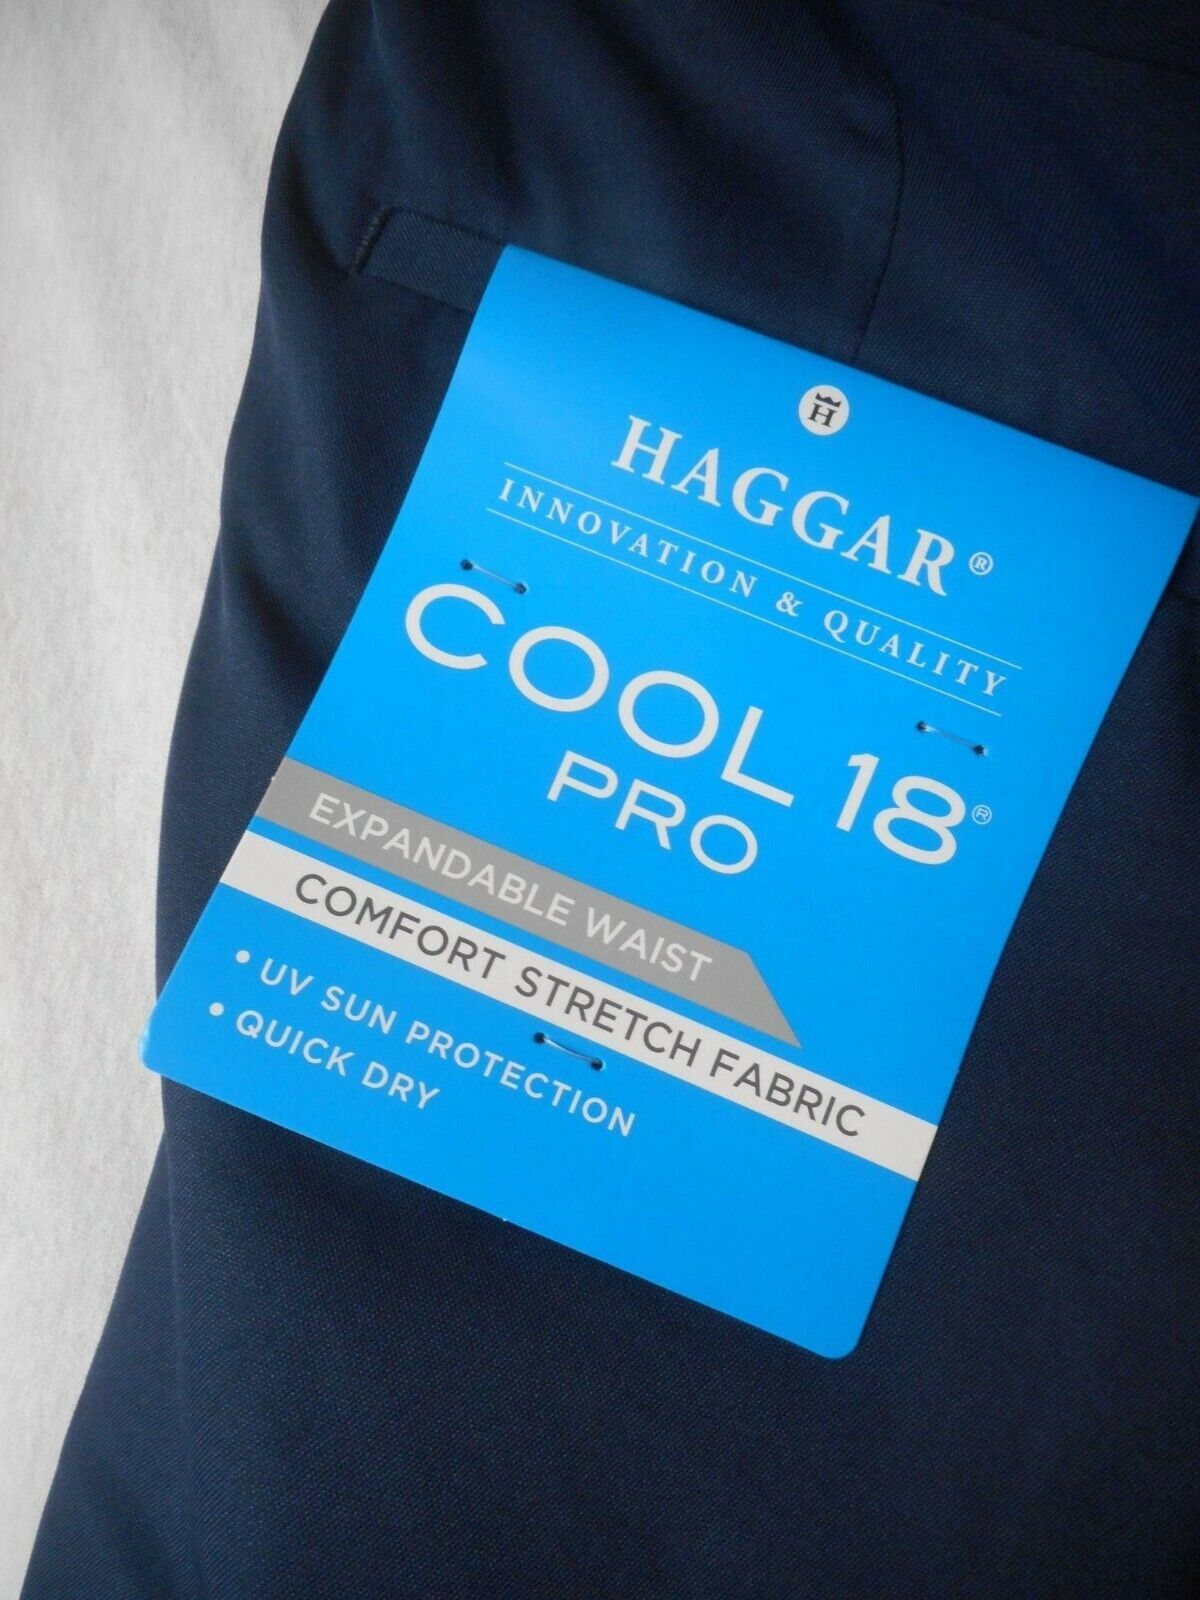 H
HAGGAR®
INNOVATION & QUALITY
COOL 18®
PRO
EXPANDABLE WAIST
COMFORT STRETCH FABRIC
• UV SUN PROTECTION
• QUICK DRY